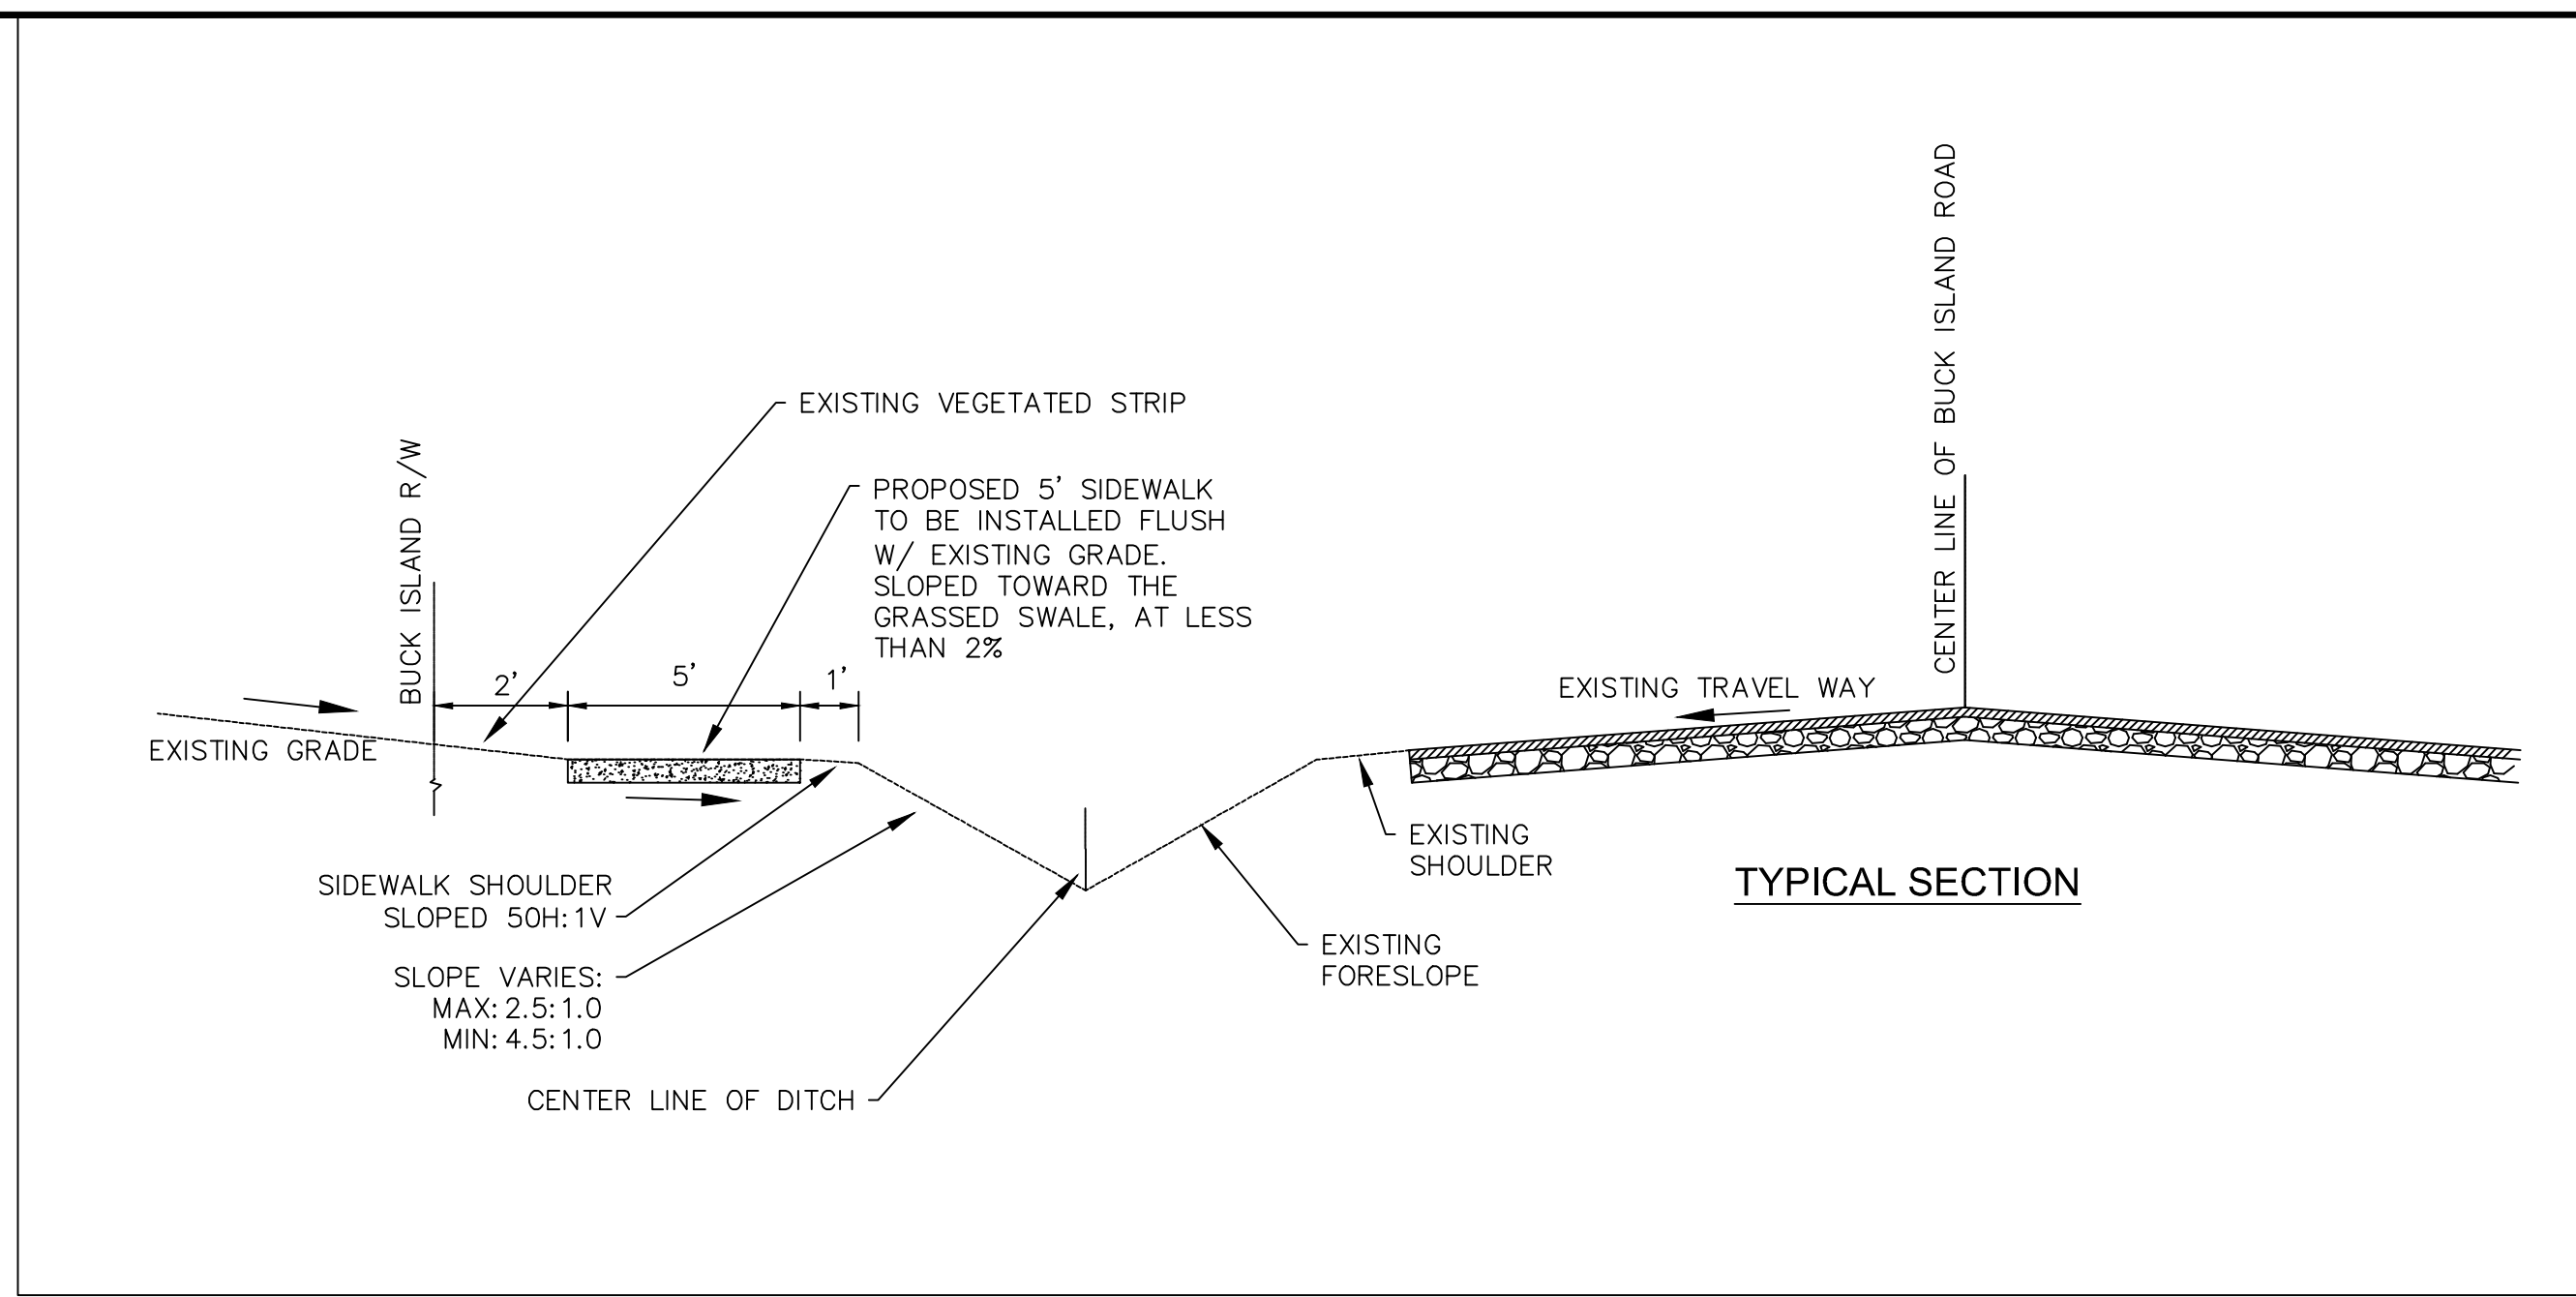 CENTER LINE OF BUCK ISLAND ROAD
EXISTING VEGETATED STRIP
BUCK ISLAND R/W
PROPOSED 5' SIDEWALK
TO BE INSTALLED FLUSH
W/ EXISTING GRADE.
SLOPED TOWARD THE
GRASSED SWALE, AT LESS
THAN 2%
2'
5'
1'
EXISTING TRAVEL WAY
EXISTING GRADE
EXISTING
SHOULDER
TYPICAL SECTION
SIDEWALK SHOULDER
SLOPED 50H:1V
EXISTING
FORESLOPE
SLOPE VARIES:
MAX: 2.5:1.0
MIN: 4.5:1.0
CENTER LINE OF DITCH